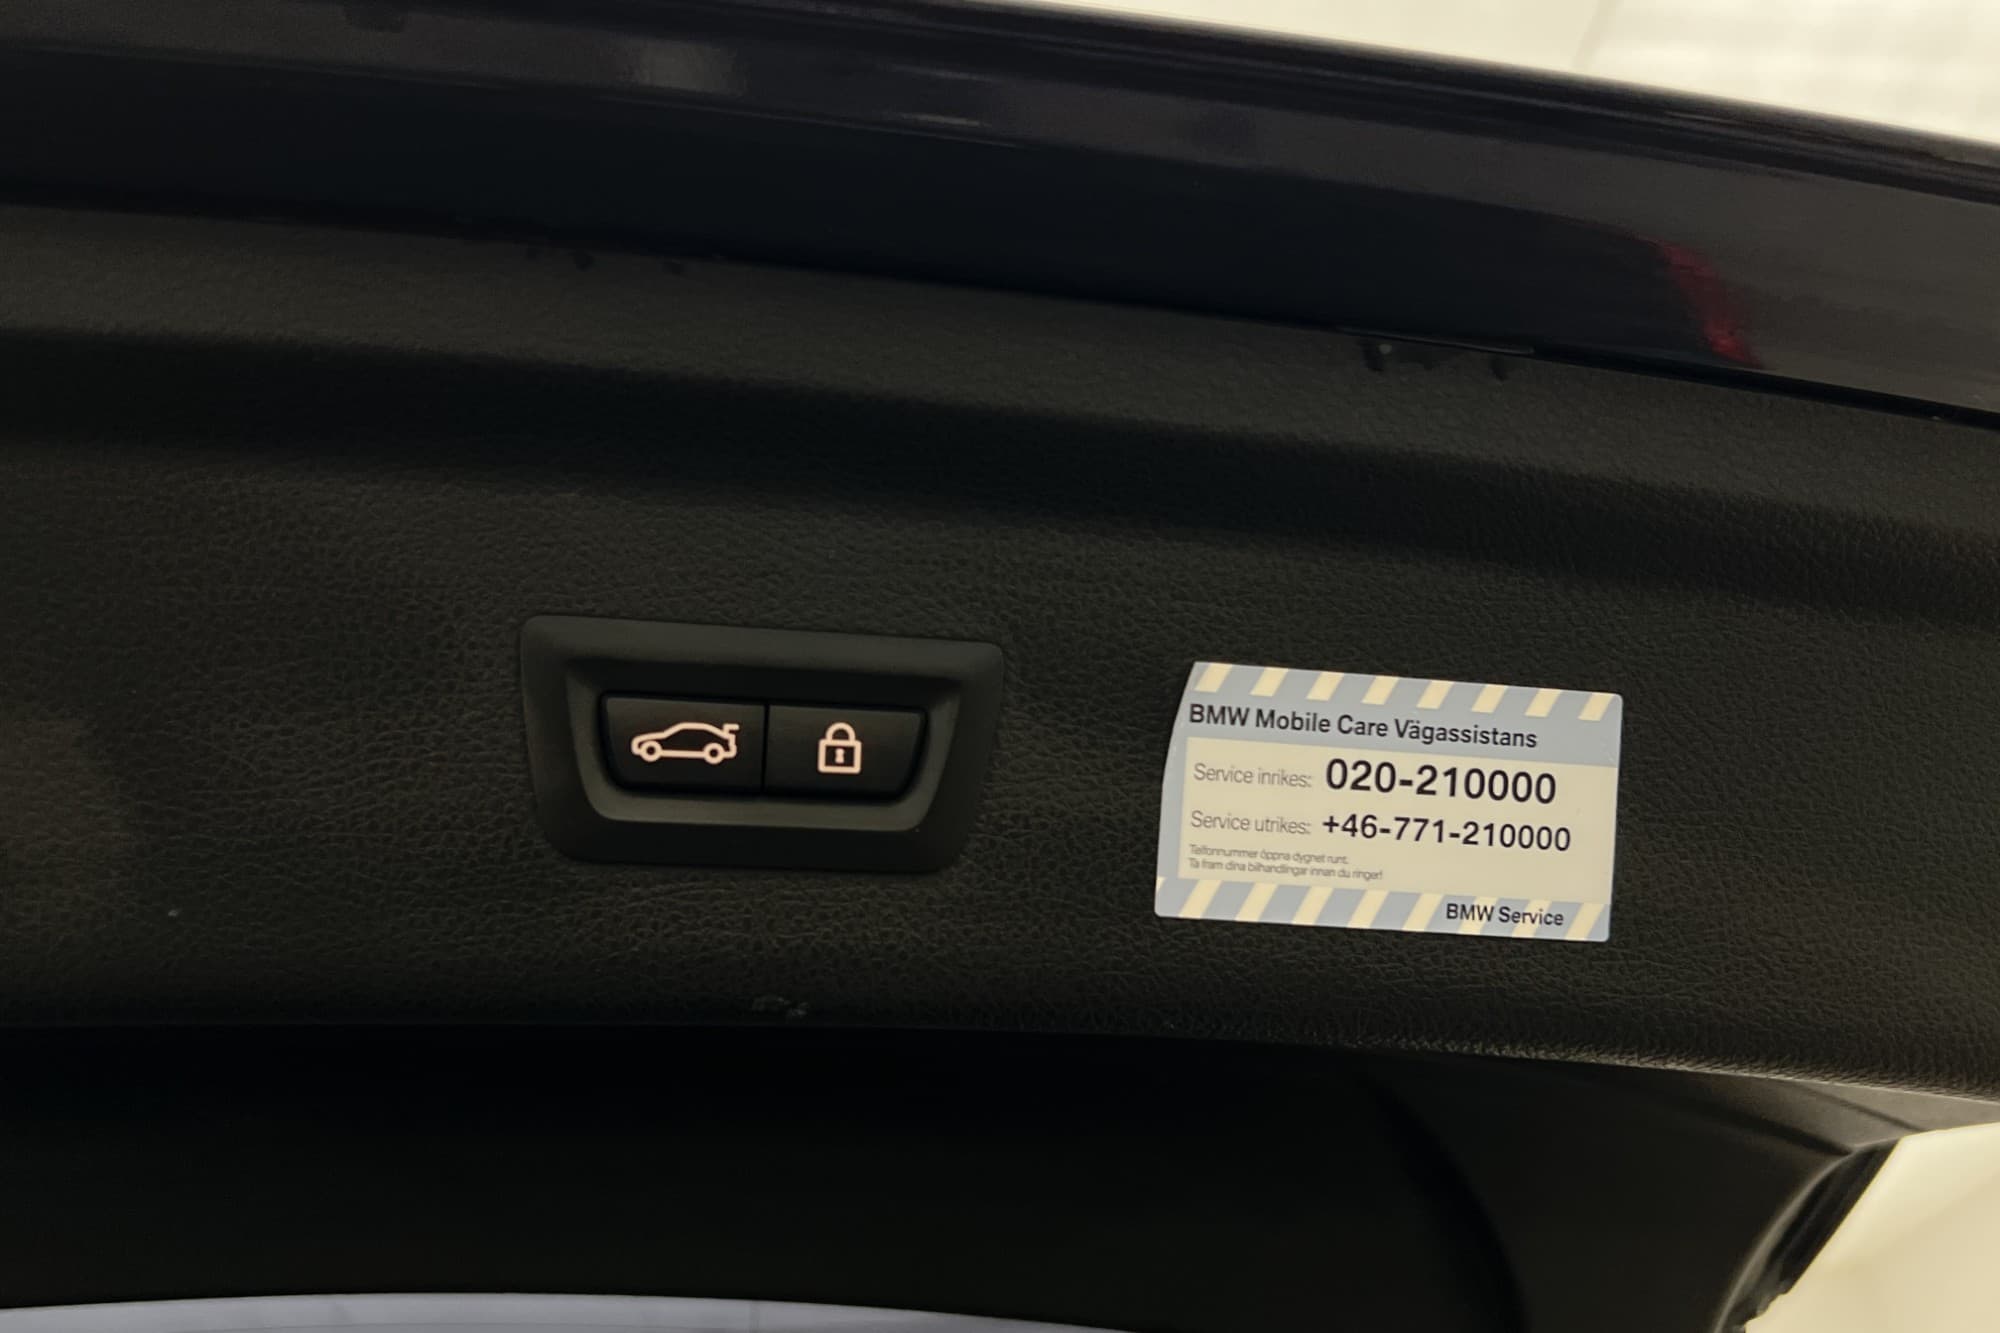 BMW Mobile Care Vägassistans
Service inrikes: 020-210000
Service utrikes: +46-771-210000
Telfonnummer öppna dygnet runt.
Ta fram dina bilhandlingar innan du ringer!
BMW Service